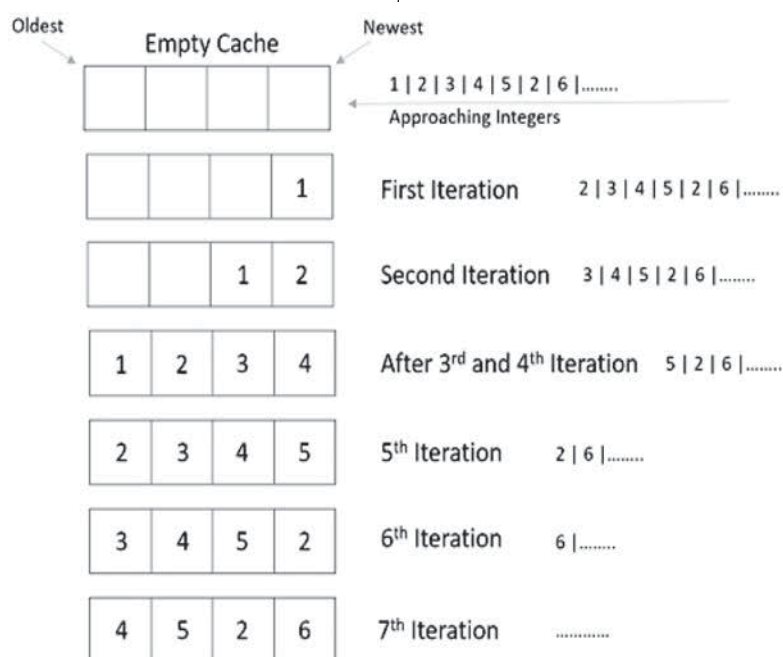 Oldest
Newest
Empty Cache
1 | 2 | 3 | 4 | 5 | 2 | 6 |........
Approaching Integers
1
First Iteration
2 | 3 | 4 | 5 | 2 | 6 |........
1 2
Second Iteration
3 | 4 | 5 | 2 | 6 |........
1 2 3 4
After 3rd and 4th Iteration
5 | 2 | 6 |........
2 3 4 5
5th Iteration
2 | 6 |........
3 4 5 2
6th Iteration
6 |........
4 5 2 6
7th Iteration
............